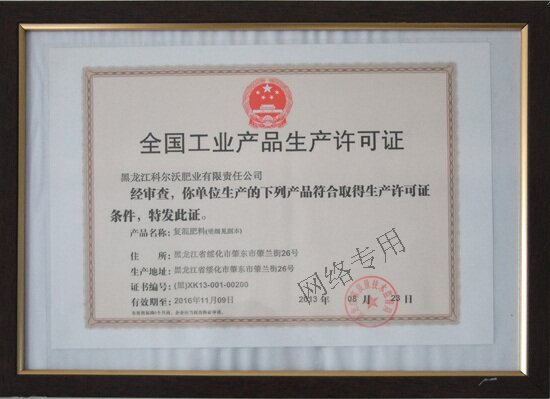 全国工业产品生产许可证
黑龙江科尔沃肥业有限责任公司
经审查，你单位生产的下列产品符合取得生产许可证
条件，特发此证。
产品名称：复混肥料(明细见副本)
住 所：黑龙江省绥化市肇东市肇兰街26号
生产地址：黑龙江省绥化市肇东市肇兰街26号
证书编号：(黑)XK13-001-00200
有效期至：2016年11月09日
2013年 08月 23日
网络专用